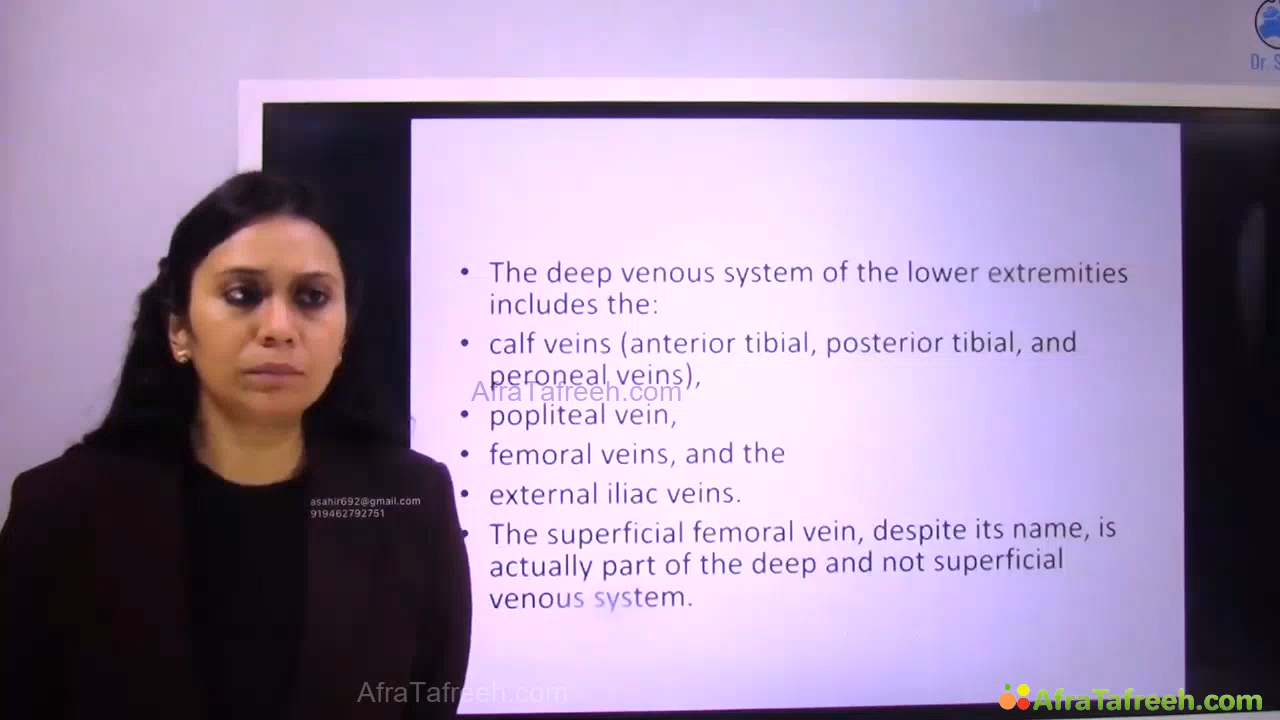 Dr. S
• The deep venous system of the lower extremities
includes the:
• calf veins (anterior tibial, posterior tibial, and
peroneal veins),
AfraTafreeh.com
• popliteal vein,
• femoral veins, and the
• external iliac veins.
asahir692@gmail.com
919462792751
• The superficial femoral vein, despite its name, is
actually part of the deep and not superficial
venous system.
AfraTafreeh.com
AfraTafreeh.com